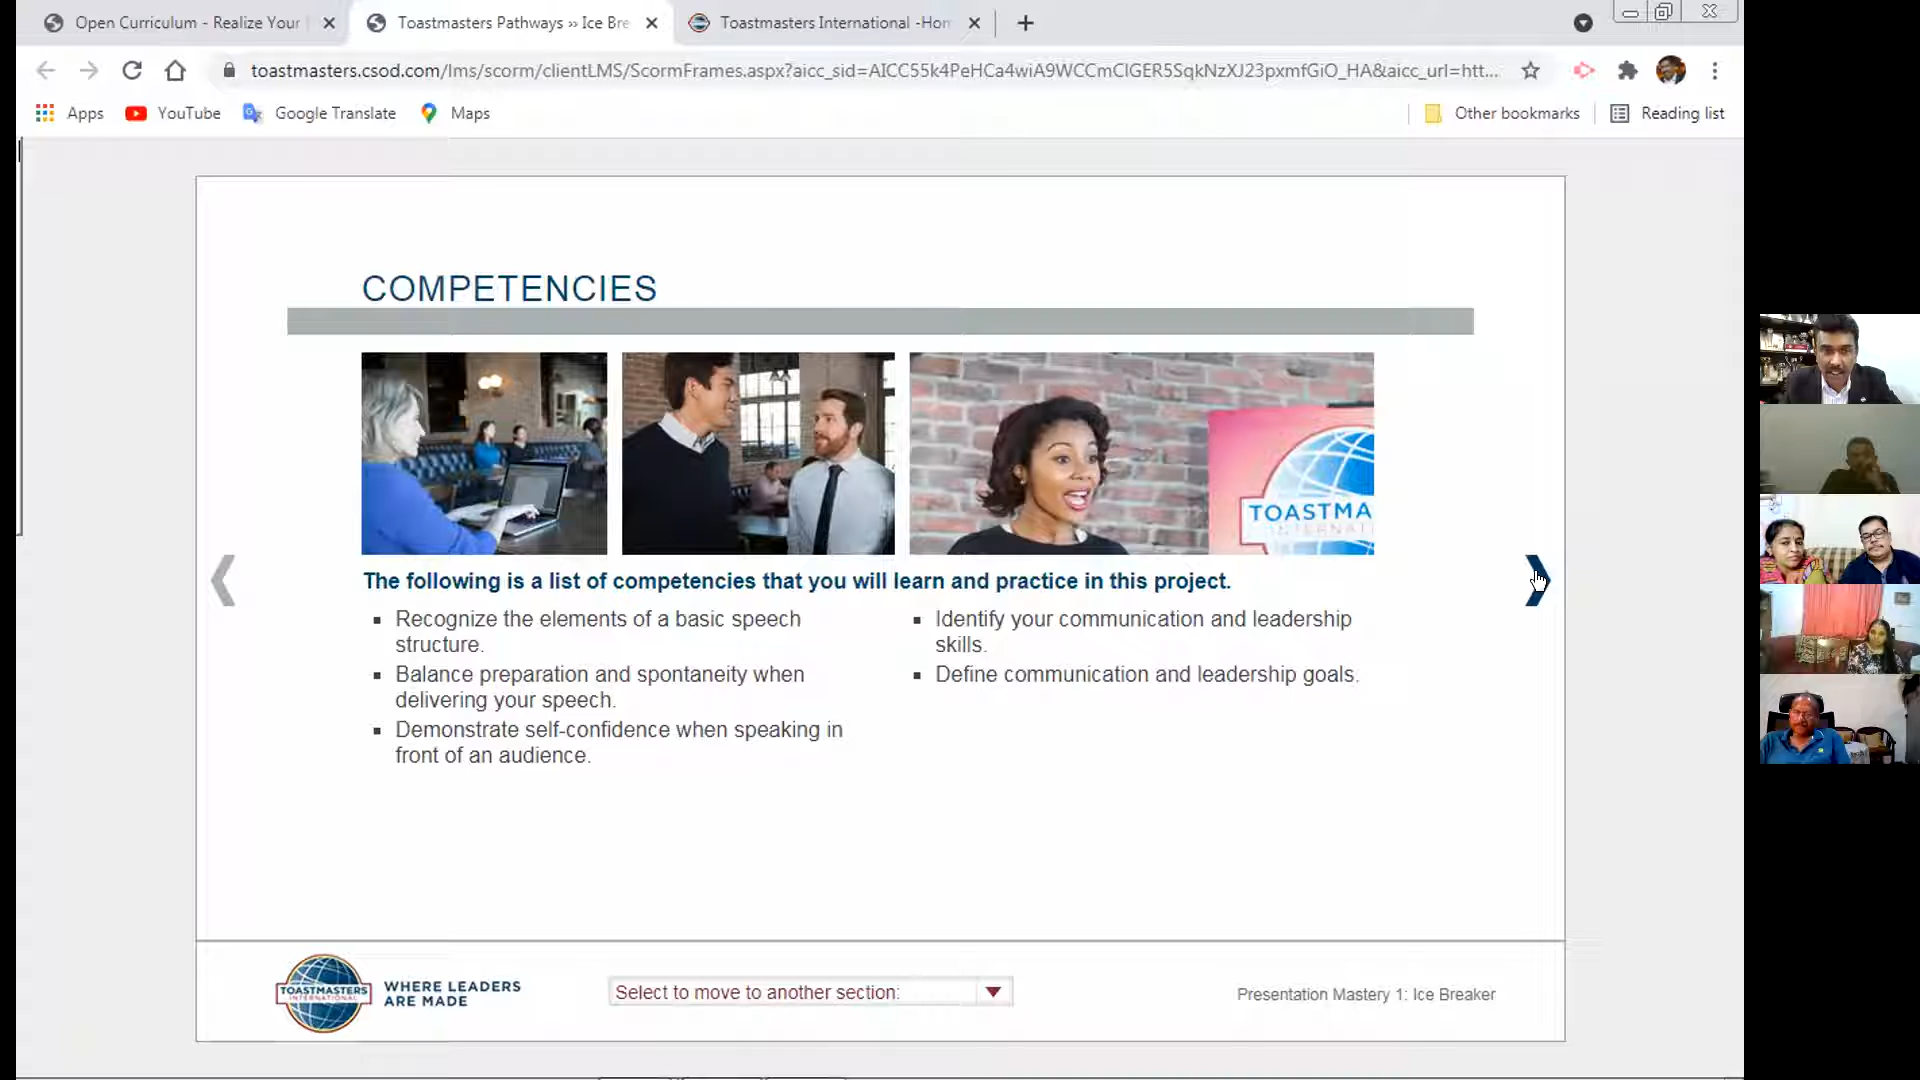 Open Curriculum - Realize Your
Toastmasters Pathways ›› Ice Bre
Toastmasters International -Hom
toastmasters.csod.com/lms/scorm/clientLMS/ScormFrames.aspx?aicc_sid=AICC55k4PeHCa4wiA9WCCmClGER5SqkNzXJ23pxmfGiO_HA&aicc_url=htt...
Apps
YouTube
Google Translate
Maps
Other bookmarks
Reading list
COMPETENCIES
TOASTMA
INTERNATI
The following is a list of competencies that you will learn and practice in this project.
Recognize the elements of a basic speech
structure.
Balance preparation and spontaneity when
delivering your speech.
Demonstrate self-confidence when speaking in
front of an audience.
Identify your communication and leadership
skills.
Define communication and leadership goals.
TOASTMASTERS
INTERNATIONAL
WHERE LEADERS
ARE MADE
Select to move to another section:
Presentation Mastery 1: Ice Breaker